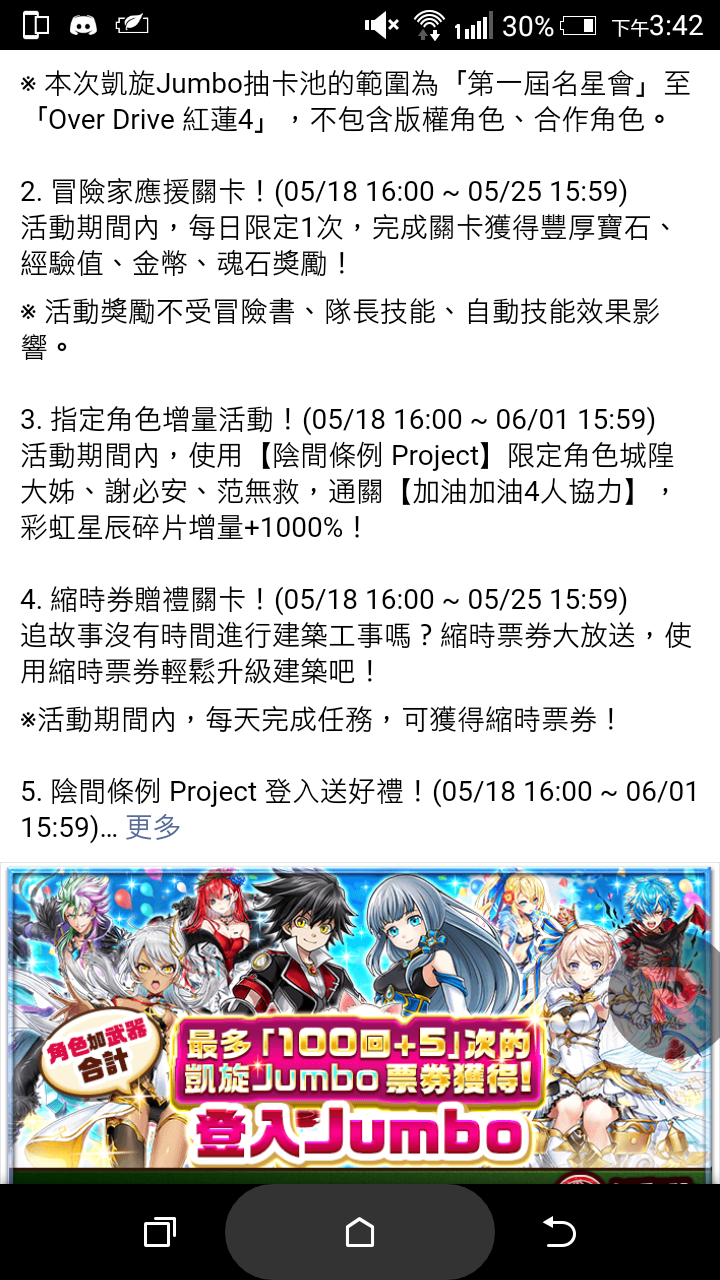 30% 下午3:42
※ 本次凱旋Jumbo抽卡池的範圍為「第一屆名星會」至
「Over Drive 紅蓮4」，不包含版權角色、合作角色。
2. 冒險家應援關卡！(05/18 16:00 ~ 05/25 15:59)
活動期間內，每日限定1次，完成關卡獲得豐厚寶石、
經驗值、金幣、魂石獎勵！
※ 活動獎勵不受冒險書、隊長技能、自動技能效果影
響。
3. 指定角色增量活動！(05/18 16:00 ~ 06/01 15:59)
活動期間內，使用【陰間條例 Project】限定角色城隍
大姊、謝必安、范無救，通關【加油加油4人協力】，
彩虹星辰碎片增量+1000%！
4. 縮時券贈禮關卡！(05/18 16:00 ~ 05/25 15:59)
追故事沒有時間進行建築工事嗎？縮時票券大放送，使
用縮時票券輕鬆升級建築吧！
※活動期間內，每天完成任務，可獲得縮時票券！
5. 陰間條例 Project 登入送好禮！(05/18 16:00 ~ 06/01
15:59)... 更多
角色加武器
合計
最多「100回+5」次的
凱旋Jumbo票券獲得!
登入Jumbo